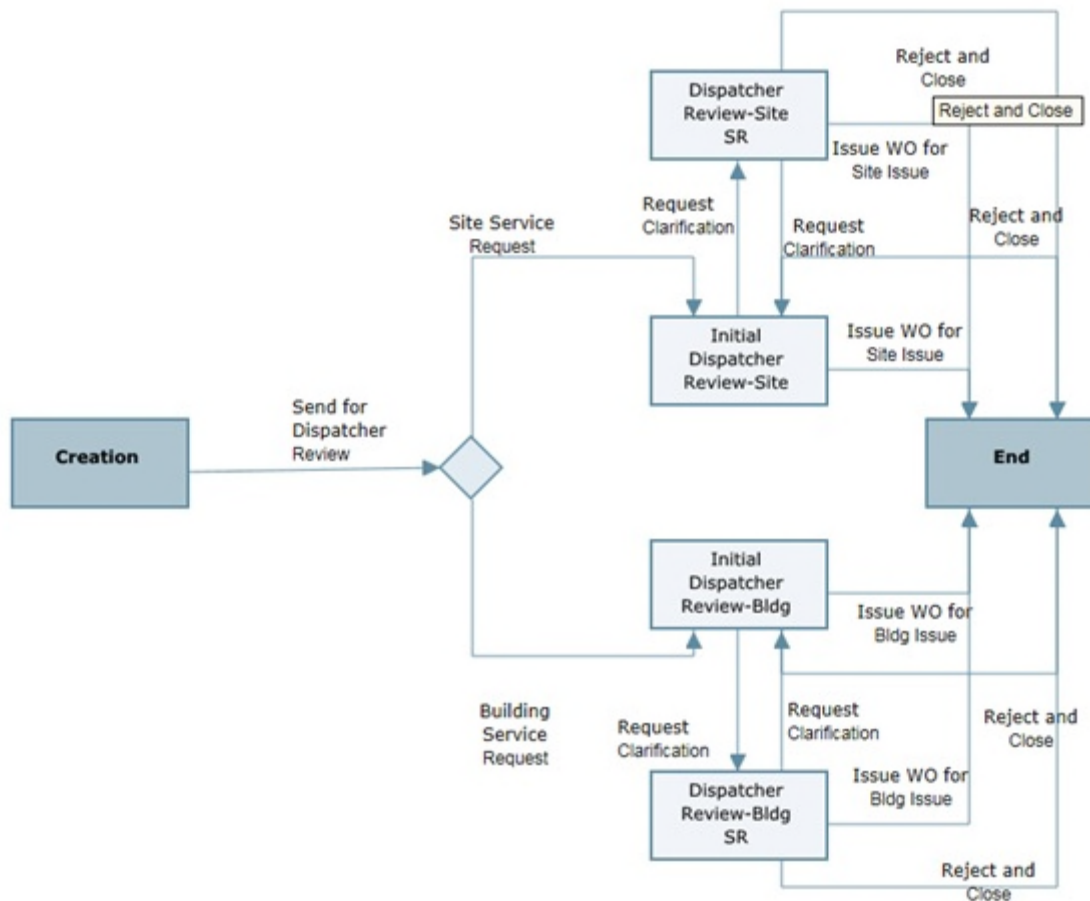 Reject and
Close
Dispatcher
Review-Site
SR
Reject and Close
Issue WO for
Site Issue
Request
Clarification
Site Service
Request
Request
Clarification
Reject and
Close
Initial
Dispatcher
Review-Site
Issue WO for
Site Issue
Send for
Dispatcher
Review
Creation
End
Initial
Dispatcher
Review-Bldg
Issue WO for
Bldg Issue
Building
Service
Request
Request
Clarification
Request
Clarification
Reject and
Close
Dispatcher
Review-Bldg
SR
Issue WO for
Bldg Issue
Reject and
Close